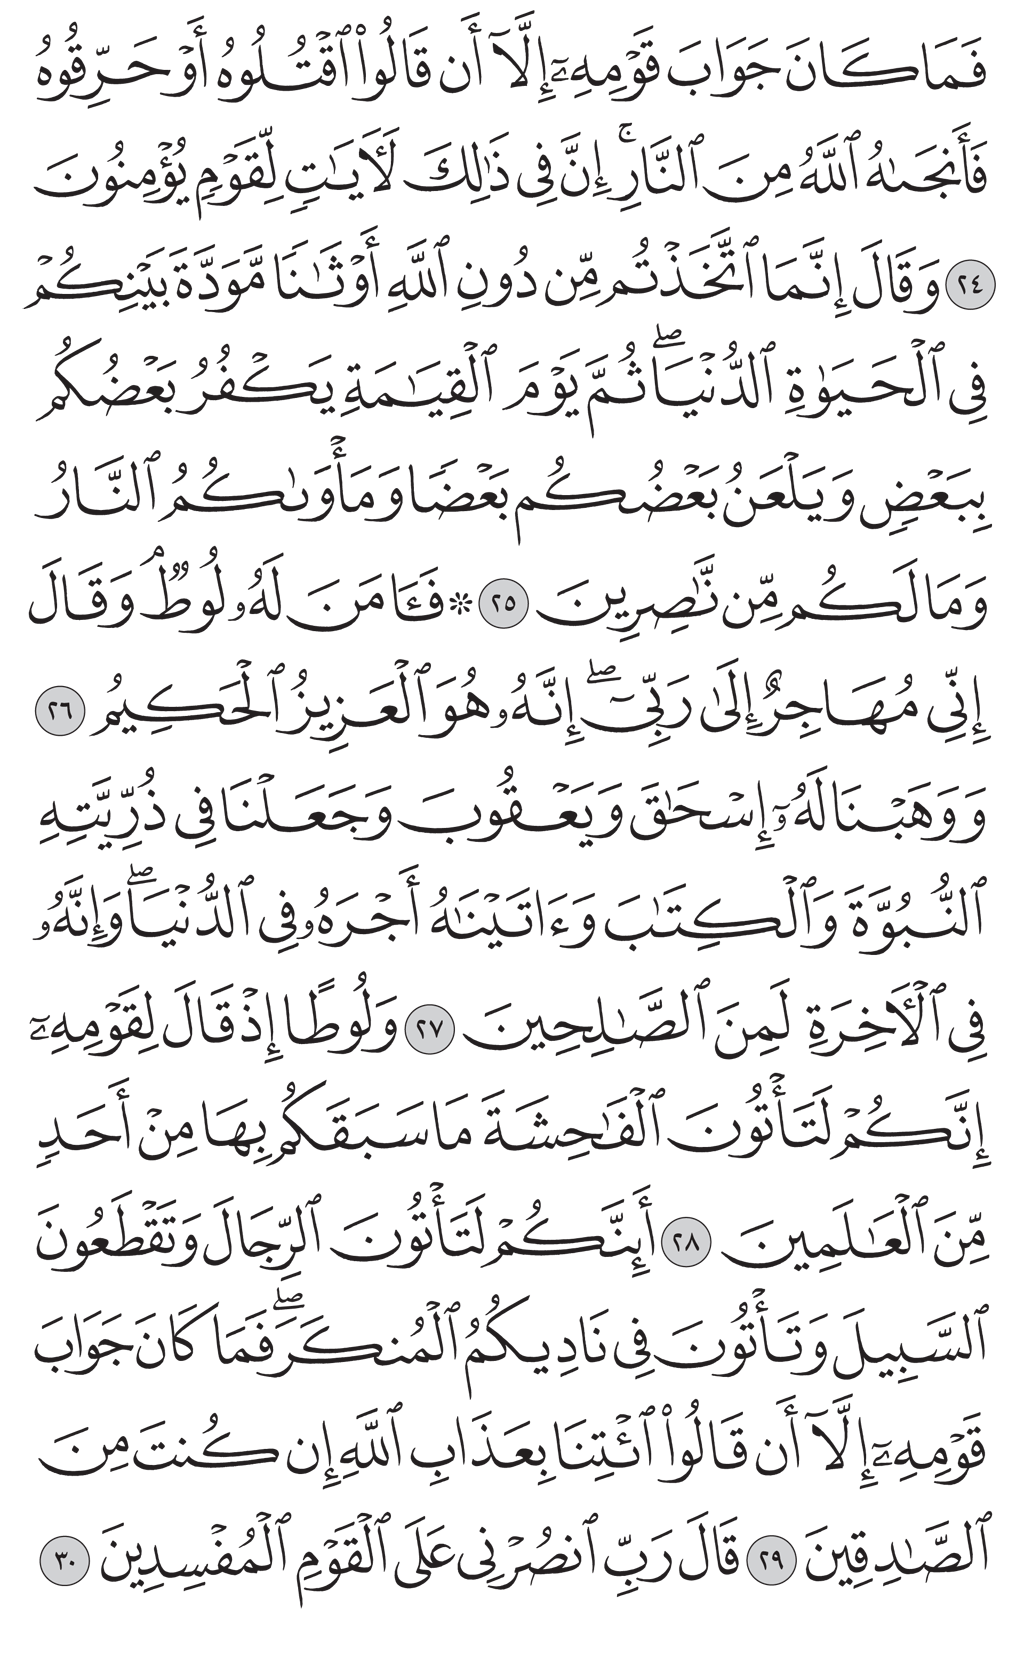 فَمَا كَانَ جَوَابَ قَوْمِهِۦٓ إِلَّآ أَن قَالُوا۟ ٱقْتُلُوهُ أَوْ حَرِّقُوهُ
فَأَنجَىٰهُ ٱللَّهُ مِنَ ٱلنَّارِ ۚ إِنَّ فِى ذَٰلِكَ لَـَٔايَـٰتٍ لِّقَوْمٍ يُؤْمِنُونَ
٢٤ وَقَالَ إِنَّمَا ٱتَّخَذْتُم مِّن دُونِ ٱللَّهِ أَوْثَـٰنًا مَّوَدَّةَ بَيْنِكُمْ
فِى ٱلْحَيَوٰةِ ٱلدُّنْيَا ۖ ثُمَّ يَوْمَ ٱلْقِيَـٰمَةِ يَكْفُرُ بَعْضُكُم
بِبَعْضٍ وَيَلْعَنُ بَعْضُكُم بَعْضًا وَمَأْوَىٰكُمُ ٱلنَّارُ
وَمَا لَكُم مِّن نَّـٰصِرِينَ ٢٥ ۞ فَـَٔامَنَ لَهُۥ لُوطٌ ۘ وَقَالَ
إِنِّى مُهَاجِرٌ إِلَىٰ رَبِّىٓ ۖ إِنَّهُۥ هُوَ ٱلْعَزِيزُ ٱلْحَكِيمُ ٢٦
وَوَهَبْنَا لَهُۥٓ إِسْحَـٰقَ وَيَعْقُوبَ وَجَعَلْنَا فِى ذُرِّيَّتِهِ
ٱلنُّبُوَّةَ وَٱلْكِتَـٰبَ وَءَاتَيْنَـٰهُ أَجْرَهُۥ فِى ٱلدُّنْيَا ۖ وَإِنَّهُۥ
فِى ٱلْـَٔاخِرَةِ لَمِنَ ٱلصَّـٰلِحِينَ ٢٧ وَلُوطًا إِذْ قَالَ لِقَوْمِهِۦٓ
إِنَّكُمْ لَتَأْتُونَ ٱلْفَـٰحِشَةَ مَا سَبَقَكُم بِهَا مِنْ أَحَدٍ
مِّنَ ٱلْعَـٰلَمِينَ ٢٨ أَئِنَّكُمْ لَتَأْتُونَ ٱلرِّجَالَ وَتَقْطَعُونَ
ٱلسَّبِيلَ وَتَأْتُونَ فِى نَادِيكُمُ ٱلْمُنكَرَ ۖ فَمَا كَانَ جَوَابَ
قَوْمِهِۦٓ إِلَّآ أَن قَالُوا۟ ٱئْتِنَا بِعَذَابِ ٱللَّهِ إِن كُنتَ مِنَ
ٱلصَّـٰدِقِينَ ٢٩ قَالَ رَبِّ ٱنصُرْنِى عَلَى ٱلْقَوْمِ ٱلْمُفْسِدِينَ ٣٠